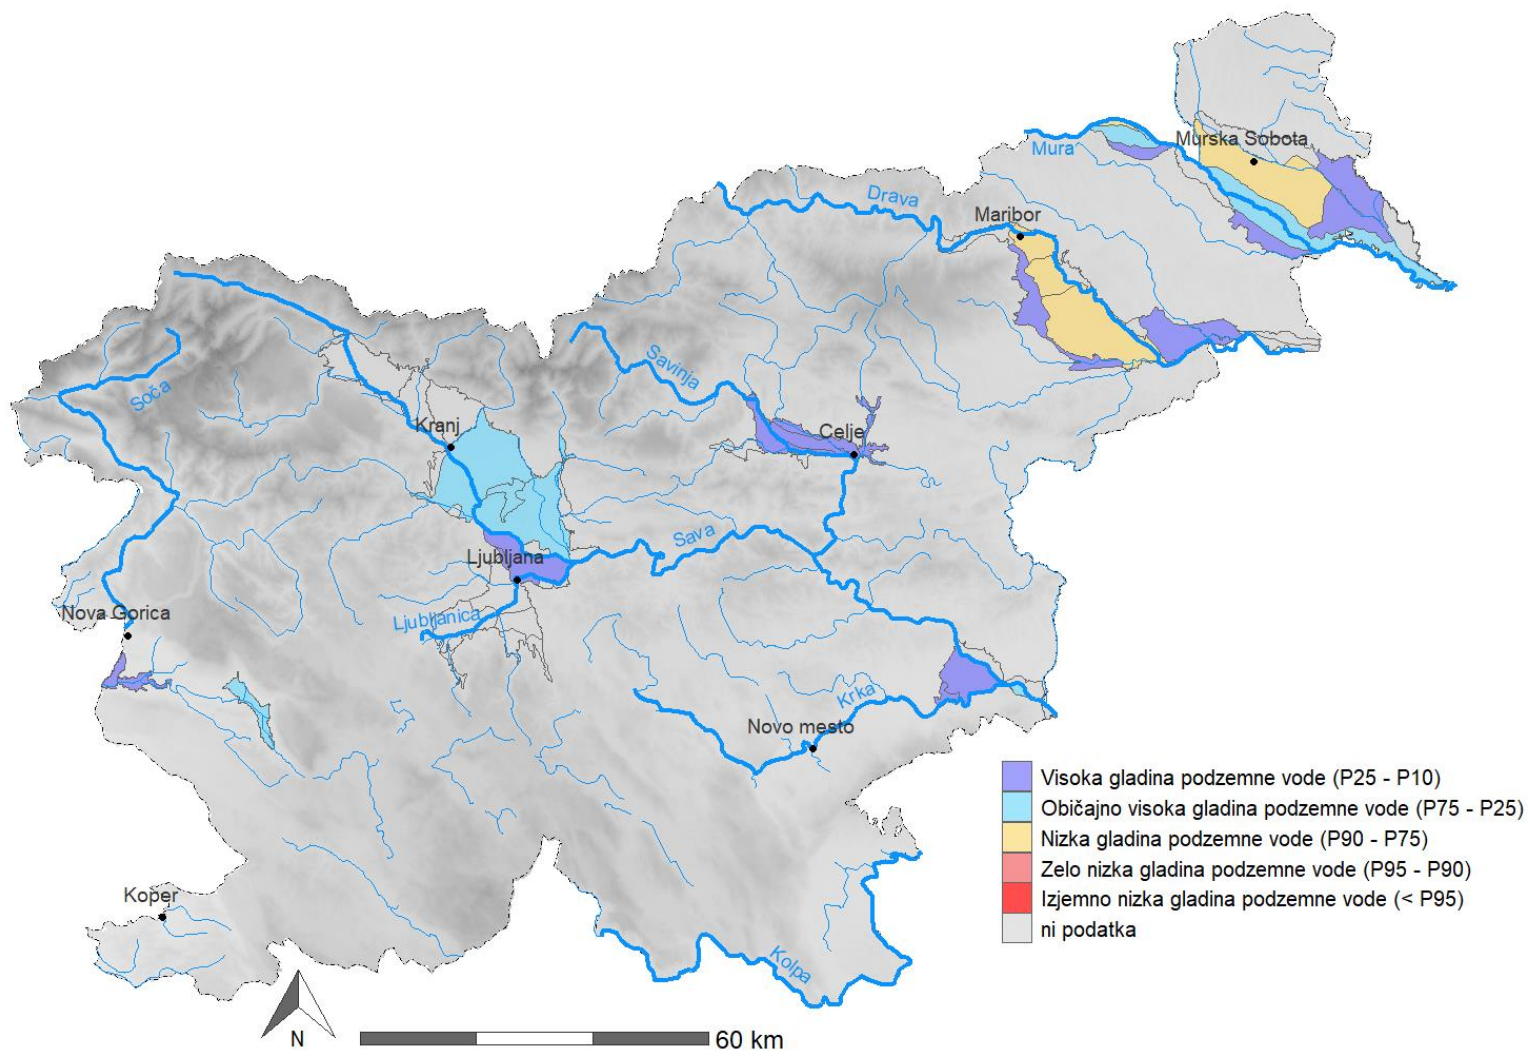 Murska Sobota
Mura
Drava
Maribor
Soča
Savinja
Kranj
Celje
Sava
Ljubljana
Nova Gorica
Ljubljanica
Krka
Novo mesto
Visoka gladina podzemne vode (P25 - P10)
Običajno visoka gladina podzemne vode (P75 - P25)
Nizka gladina podzemne vode (P90 - P75)
Zelo nizka gladina podzemne vode (P95 - P90)
Izjemno nizka gladina podzemne vode (< P95)
ni podatka
Koper
Kolpa
N
60 km